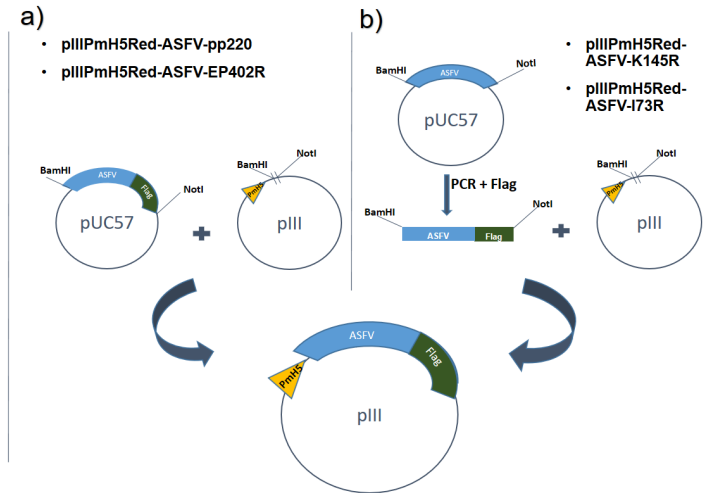 a)
• pIIIPmH5Red-ASFV-pp220
• pIIIPmH5Red-ASFV-EP402R
BamHI
ASFV
Flag
NotI
pUC57
BamHI
NotI
PmH5
pIII
b)
BamHI
ASFV
NotI
pUC57
• pIIIPmH5Red-
ASFV-K145R
• pIIIPmH5Red-
ASFV-I73R
PCR + Flag
BamHI
NotI
ASFV
Flag
BamHI
NotI
PmH5
pIII
ASFV
Flag
PmH5
pIII